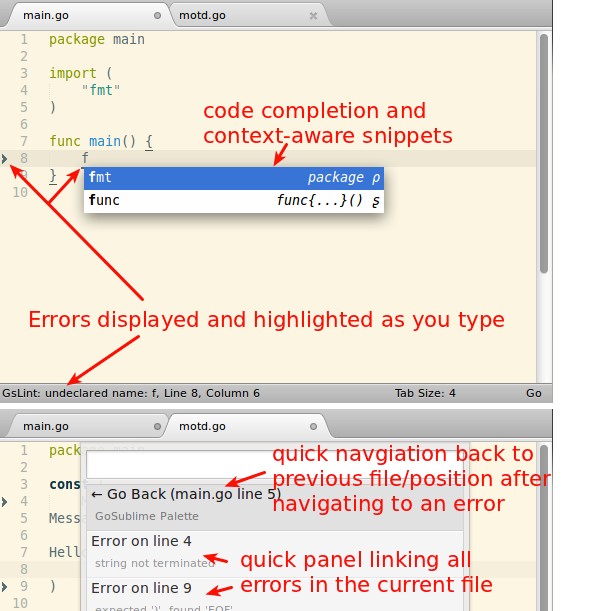 main.go
motd.go
1 package main
2
3 import (
4 "fmt"
5 )
6
7 func main() {
8 f
9 }
10
code completion and
context-aware snippets
fmt package ρ
func func{...}() ʂ
Errors displayed and highlighted as you type
GsLint: undeclared name: f, Line 8, Column 6 Tab Size: 4 Go
main.go
motd.go
1 package main
2
3 cons
4
5 Mess
6
7 Hell
8
9 )
10
quick navgiation back to
previous file/position after
navigating to an error
← Go Back (main.go line 5)
GoSublime Palette
Error on line 4
string not terminated
quick panel linking all
errors in the current file
Error on line 9
expected ')', found 'EOF'